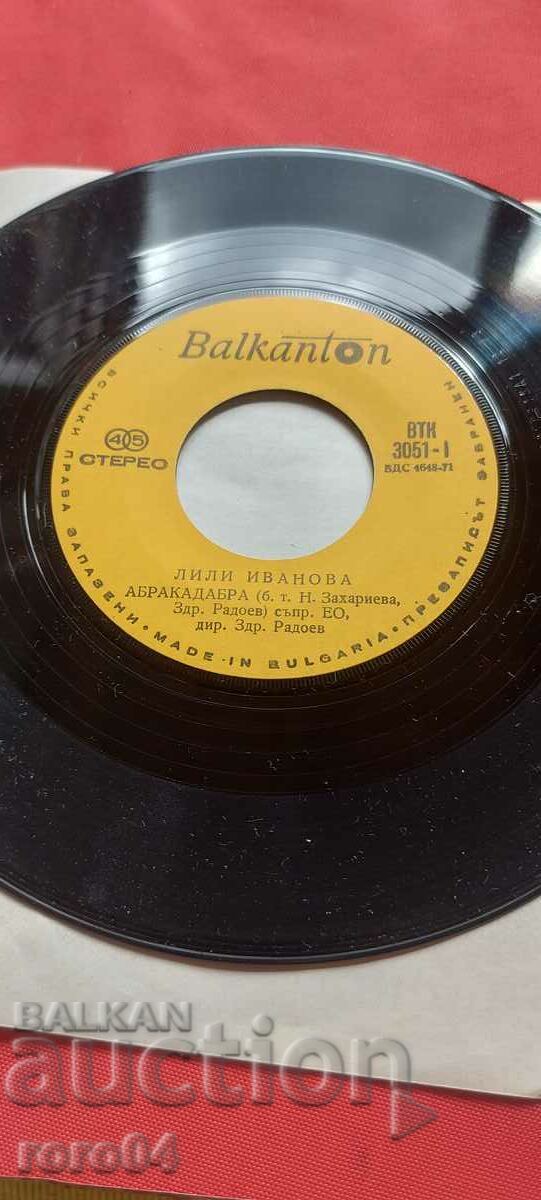 Balkanton
45
СТЕРЕО
ВТК
3051-I
БДС 4648-71
ЛИЛИ ИВАНОВА
АБРАКАДАБРА (б. т. Н. Захариева,
Здр. Радоев) съпр. ЕО,
дир. Здр. Радоев
ВСИЧКИ ПРАВА ЗАПАЗЕНИ • MADE IN BULGARIA • ПРЕЗАПИСЪТ ЗАБРАНЕН
BALKAN
auction
roro04